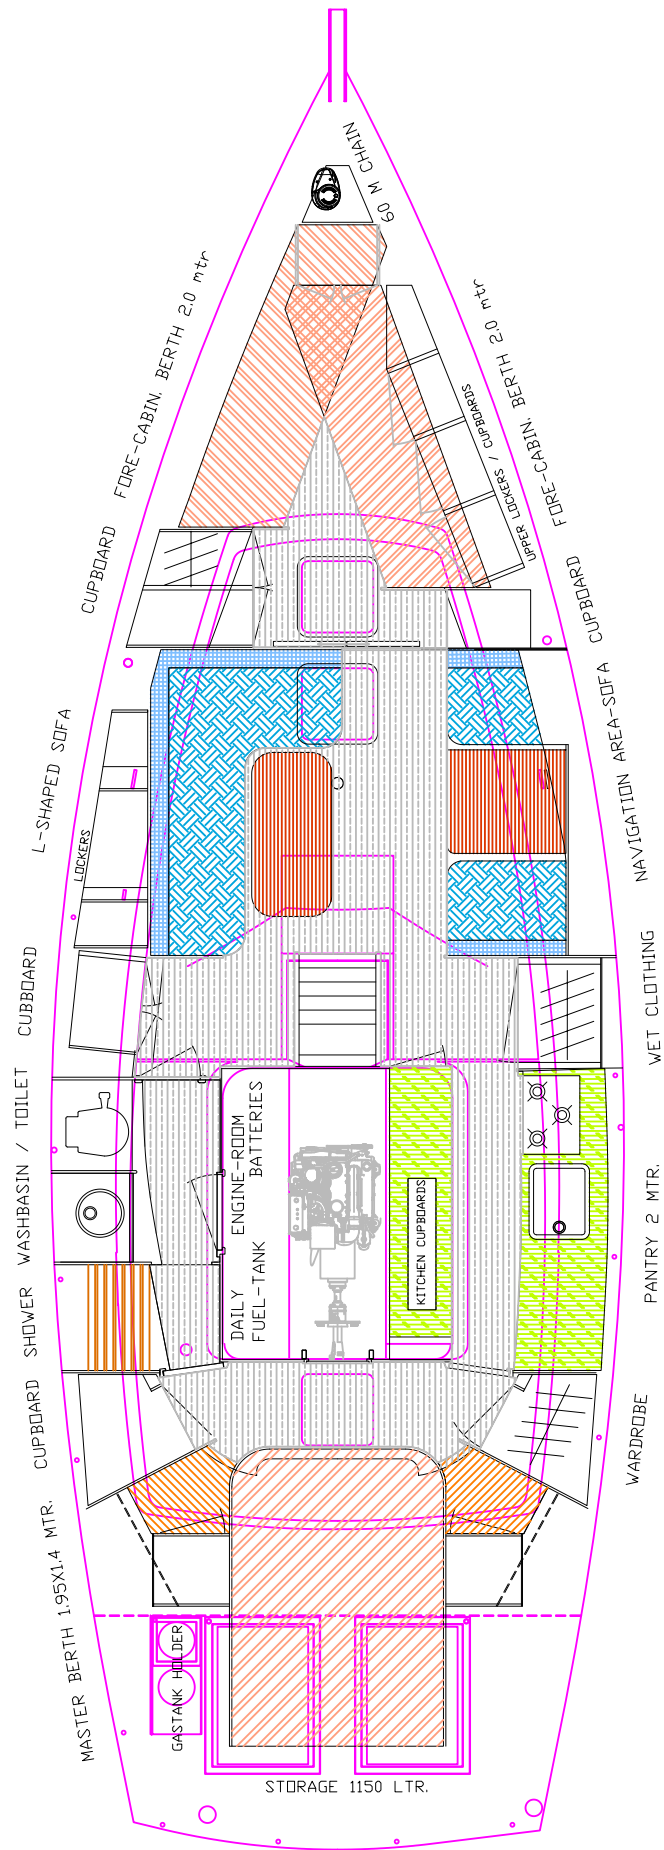 60 M CHAIN
FORE-CABIN. BERTH 2.0 mtr
FORE-CABIN. BERTH 2.0 mtr
UPPER LOCKERS / CUPBOARDS
CUPBOARD
CUPBOARD
L-SHAPED SOFA
NAVIGATION AREA-SOFA
LOCKERS
CUBBOARD
WET CLOTHING
WASHBASIN / TOILET
ENGINE-ROOM
BATTERIES
DAILY
FUEL-TANK
KITCHEN CUPBOARDS
PANTRY 2 MTR.
SHOWER
CUPBOARD
WARDROBE
MASTER BERTH 1.95X1.4 MTR.
GASTANK HOLDER
STORAGE 1150 LTR.